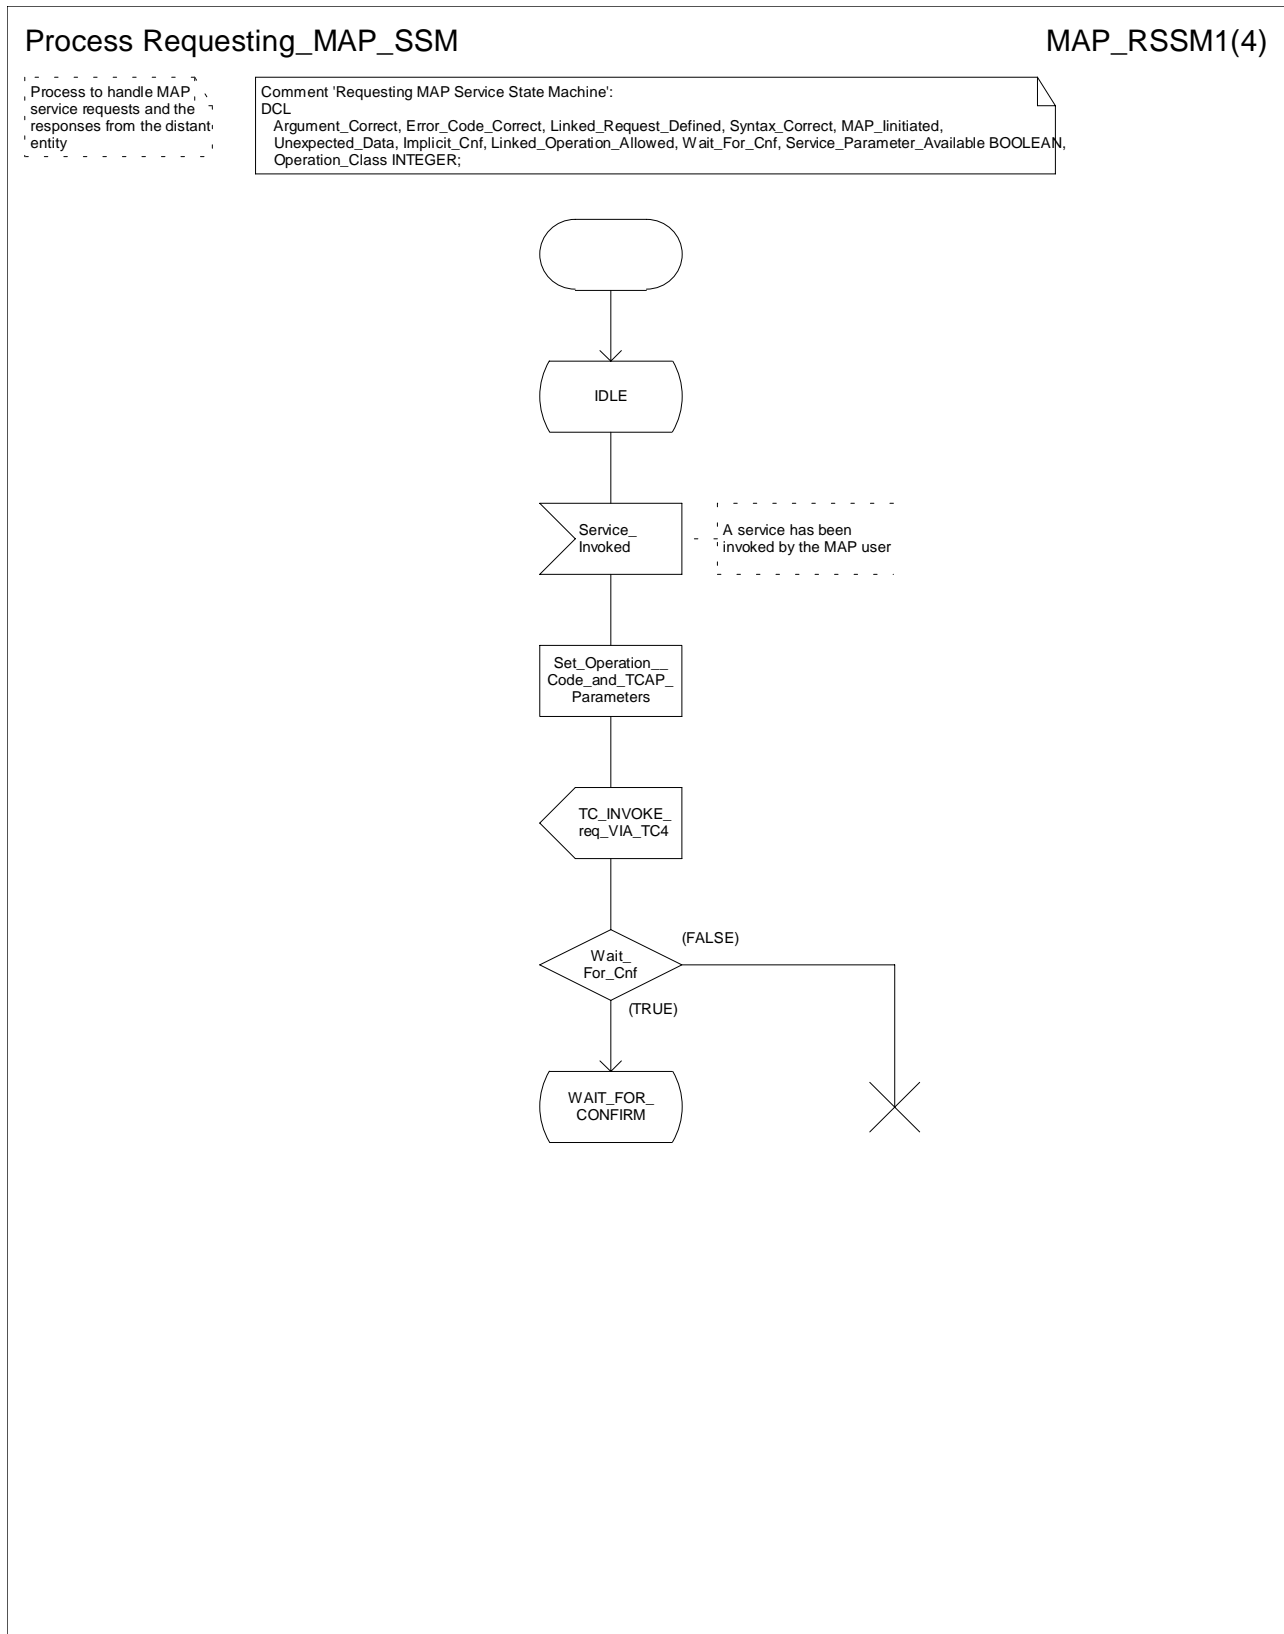 Process Requesting_MAP_SSM
MAP_RSSM1(4)
Process to handle MAP
service requests and the
responses from the distant
entity
Comment 'Requesting MAP Service State Machine':
DCL
Argument_Correct, Error_Code_Correct, Linked_Request_Defined, Syntax_Correct, MAP_Iinitiated,
Unexpected_Data, Implicit_Cnf, Linked_Operation_Allowed, Wait_For_Cnf, Service_Parameter_Available BOOLEAN,
Operation_Class INTEGER;
IDLE
Service_
Invoked
A service has been
invoked by the MAP user
Set_Operation__
Code_and_TCAP_
Parameters
TC_INVOKE_
req_VIA_TC4
(FALSE)
Wait_
For_Cnf
(TRUE)
WAIT_FOR_
CONFIRM